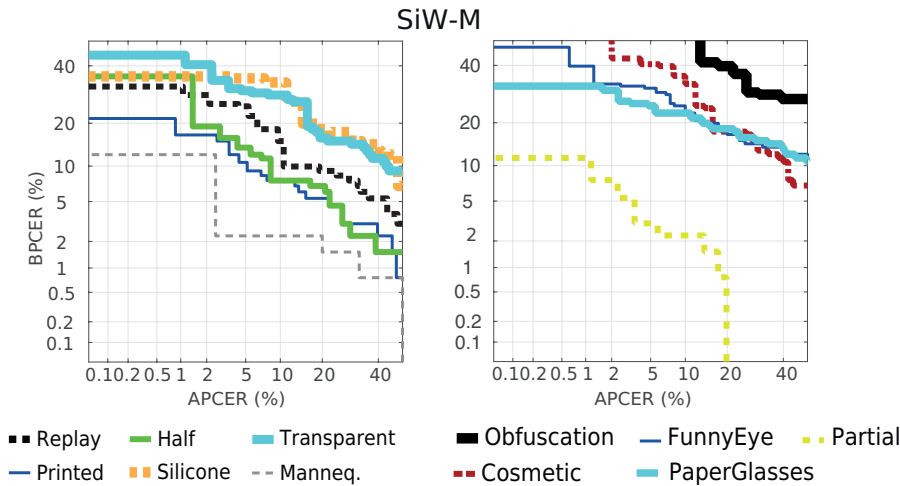 SiW-M
BPCER (%)
40
20
10
5
2
1
0.5
0.2
0.1
0.1 0.2 0.5 1 2 5 10 20 40
APCER (%)
40
20
10
5
2
1
0.5
0.2
0.1
0.1 0.2 0.5 1 2 5 10 20 40
APCER (%)
Replay Half Transparent
Printed Silicone Manneq.
Obfuscation FunnyEye Partial
Cosmetic PaperGlasses